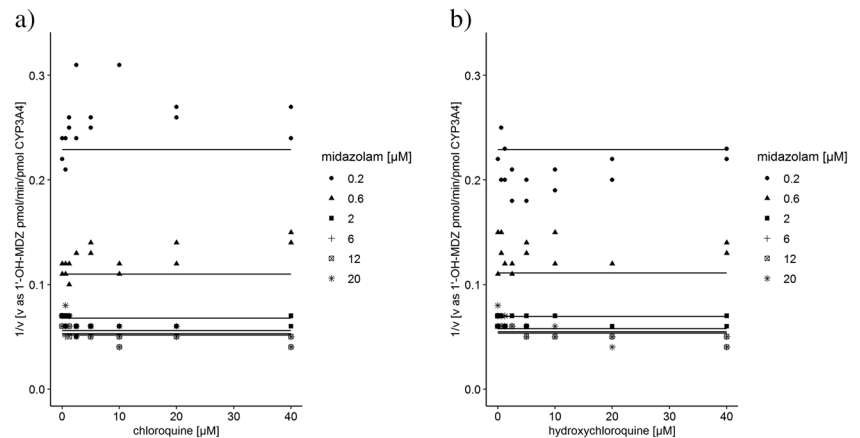 a)
1/v [v as 1'-OH-MDZ pmol/min/pmol CYP3A4]
0.3
0.2
0.1
0.0
0 10 20 30 40
chloroquine [µM]
midazolam [µM]
0.2
0.6
2
6
12
20
b)
1/v [v as 1'-OH-MDZ pmol/min/pmol CYP3A4]
0.3
0.2
0.1
0.0
0 10 20 30 40
hydroxychloroquine [µM]
midazolam [µM]
0.2
0.6
2
6
12
20